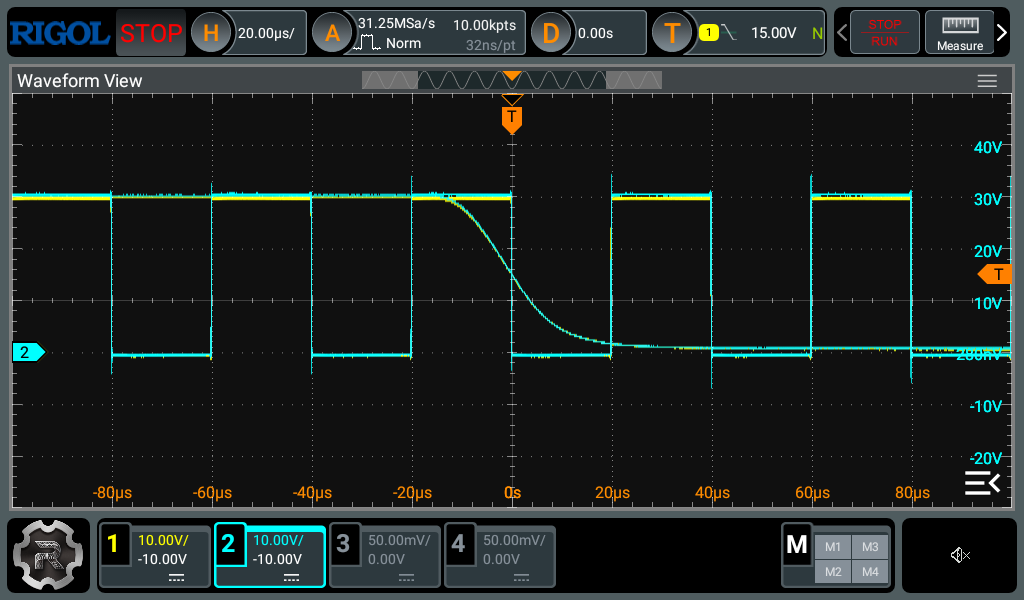 RIGOL STOP H 20.00µs/ A 31.25MSa/s 10.00kpts D 0.00s T 1 15.00V N STOP
Norm 32ns/pt RUN Measure
Waveform View
T
40V
30V
20V
T
10V
2
280mV
-10V
-20V
-80µs -60µs -40µs -20µs 0s 20µs 40µs 60µs 80µs
1 10.00V/ 2 10.00V/ 3 50.00mV/ 4 50.00mV/ M M1 M3
-10.00V -10.00V 0.00V 0.00V M2 M4
R